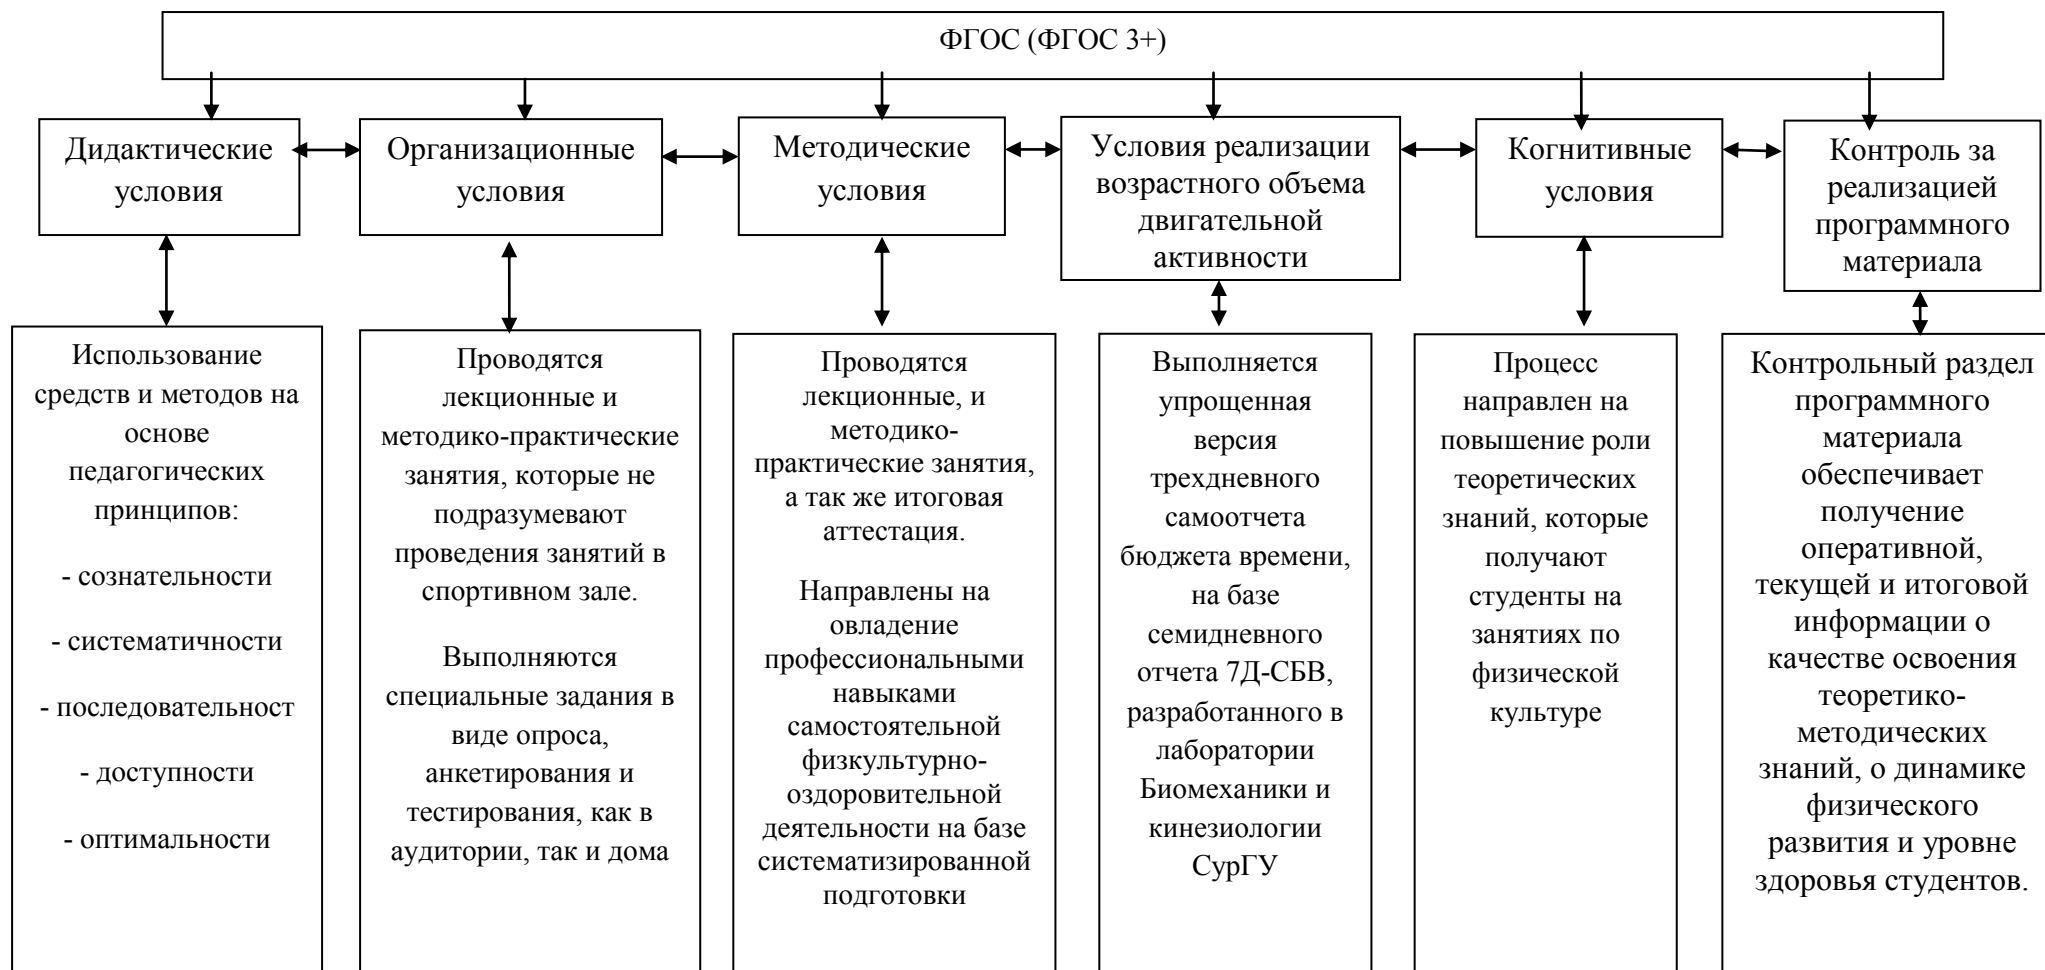 ФГОС (ФГОС 3+)
Дидактические
условия
Организационные
условия
Методические
условия
Условия реализации
возрастного объема
двигательной
активности
Когнитивные
условия
Контроль за
реализацией
программного
материала
Использование
средств и методов на
основе
педагогических
принципов:
- сознательности
- систематичности
- последовательност
- доступности
- оптимальности
Проводятся
лекционные и
методико-практические
занятия, которые не
подразумевают
проведения занятий в
спортивном зале.
Выполняются
специальные задания в
виде опроса,
анкетирования и
тестирования, как в
аудитории, так и дома
Проводятся
лекционные, и
методико-
практические занятия,
а так же итоговая
аттестация.
Направлены на
овладение
профессиональными
навыками
самостоятельной
физкультурно-
оздоровительной
деятельности на базе
систематизированной
подготовки
Выполняется
упрощенная
версия
трехдневного
самоотчета
бюджета времени,
на базе
семидневного
отчета 7Д-СБВ,
разработанного в
лаборатории
Биомеханики и
кинезиологии
СурГУ
Процесс
направлен на
повышение роли
теоретических
знаний, которые
получают
студенты на
занятиях по
физической
культуре
Контрольный раздел
программного
материала
обеспечивает
получение
оперативной,
текущей и итоговой
информации о
качестве освоения
теоретико-
методических
знаний, о динамике
физического
развития и уровне
здоровья студентов.